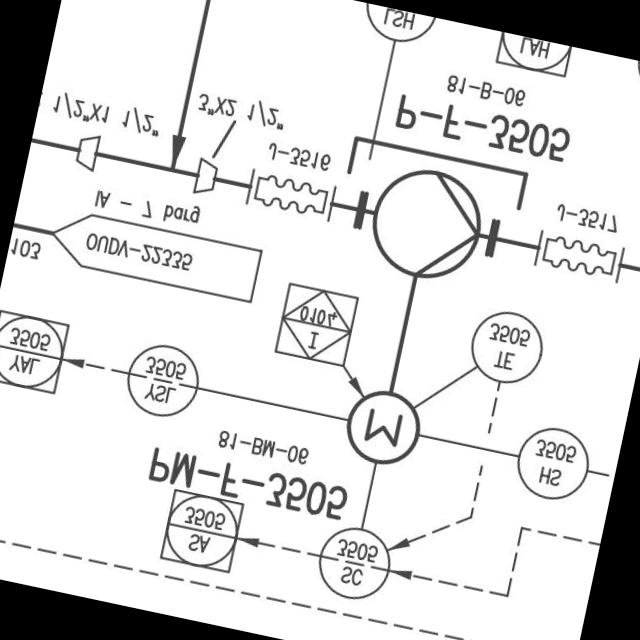 LSH
LAH
81-B-06
P-F-3505
1/2"X1 1/2"
3"X2 1/2"
J-3516
J-3517
IA - 7 barg
OUDV-22335
103
I
0104
TE
3505
YAL
3505
YSL
3505
HS
3505
81-BM-06
PM-F-3505
SA
3505
SC
3505
M